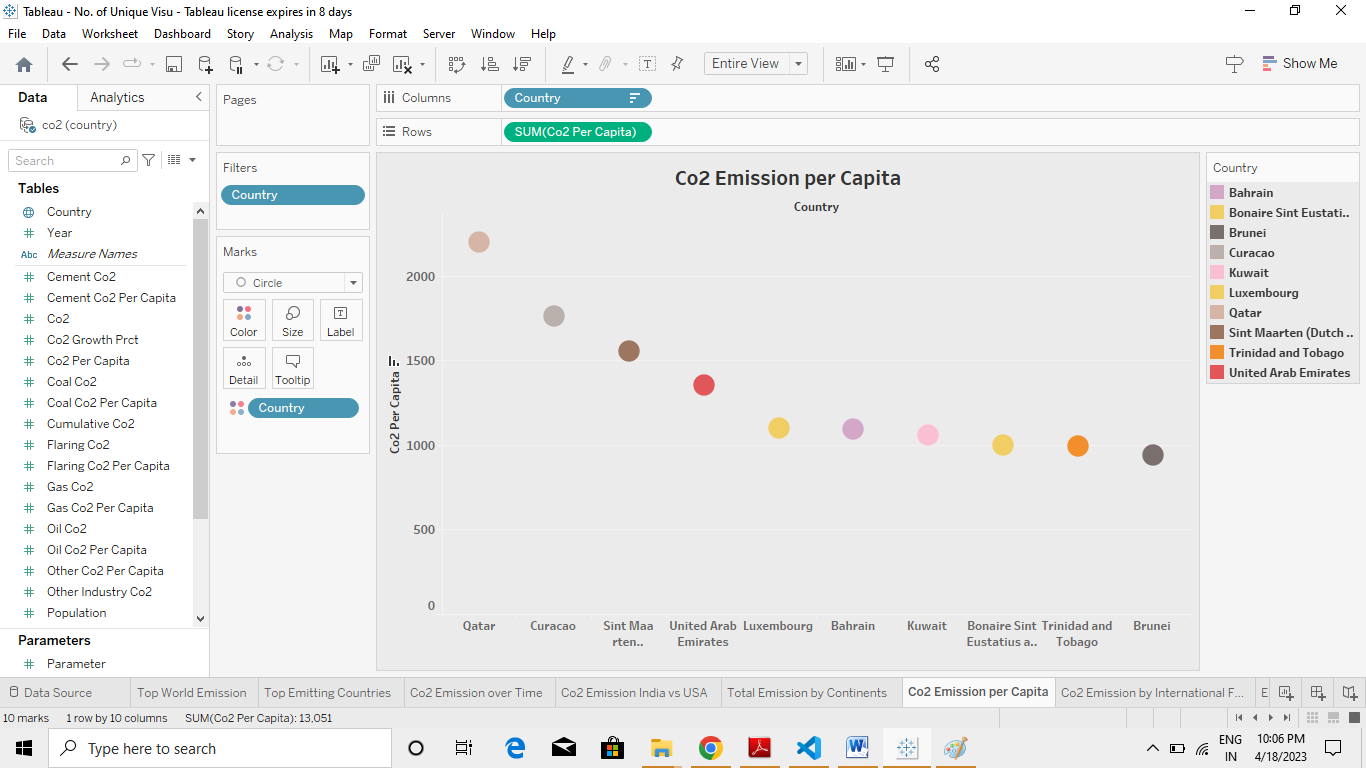 Tableau - No. of Unique Visu - Tableau license expires in 8 days
File Data Worksheet Dashboard Story Analysis Map Format Server Window Help
Entire View
Show Me
Data Analytics
co2 (country)
Search
Tables
Country
Year
Abc Measure Names
Cement Co2
Cement Co2 Per Capita
Co2
Co2 Growth Prct
Co2 Per Capita
Coal Co2
Coal Co2 Per Capita
Cumulative Co2
Flaring Co2
Flaring Co2 Per Capita
Gas Co2
Gas Co2 Per Capita
Oil Co2
Oil Co2 Per Capita
Other Co2 Per Capita
Other Industry Co2
Population
Parameters
Parameter
Pages
Filters
Country
Marks
Circle
Color Size Label
Detail Tooltip
Country
Columns Country
Rows SUM(Co2 Per Capita)
Co2 Emission per Capita
Country
Co2 Per Capita
2000
1500
1000
500
0
Qatar
Curacao
Sint Maa
rten..
United Arab
Emirates
Luxembourg
Bahrain
Kuwait
Bonaire Sint
Eustatius a..
Trinidad and
Tobago
Brunei
Country
Bahrain
Bonaire Sint Eustati..
Brunei
Curacao
Kuwait
Luxembourg
Qatar
Sint Maarten (Dutch ..
Trinidad and Tobago
United Arab Emirates
Data Source Top World Emission Top Emitting Countries Co2 Emission over Time Co2 Emission India vs USA Total Emission by Continents Co2 Emission per Capita Co2 Emission by International F... E
10 marks 1 row by 10 columns SUM(Co2 Per Capita): 13,051
Type here to search
ENG
IN
10:06 PM
4/18/2023